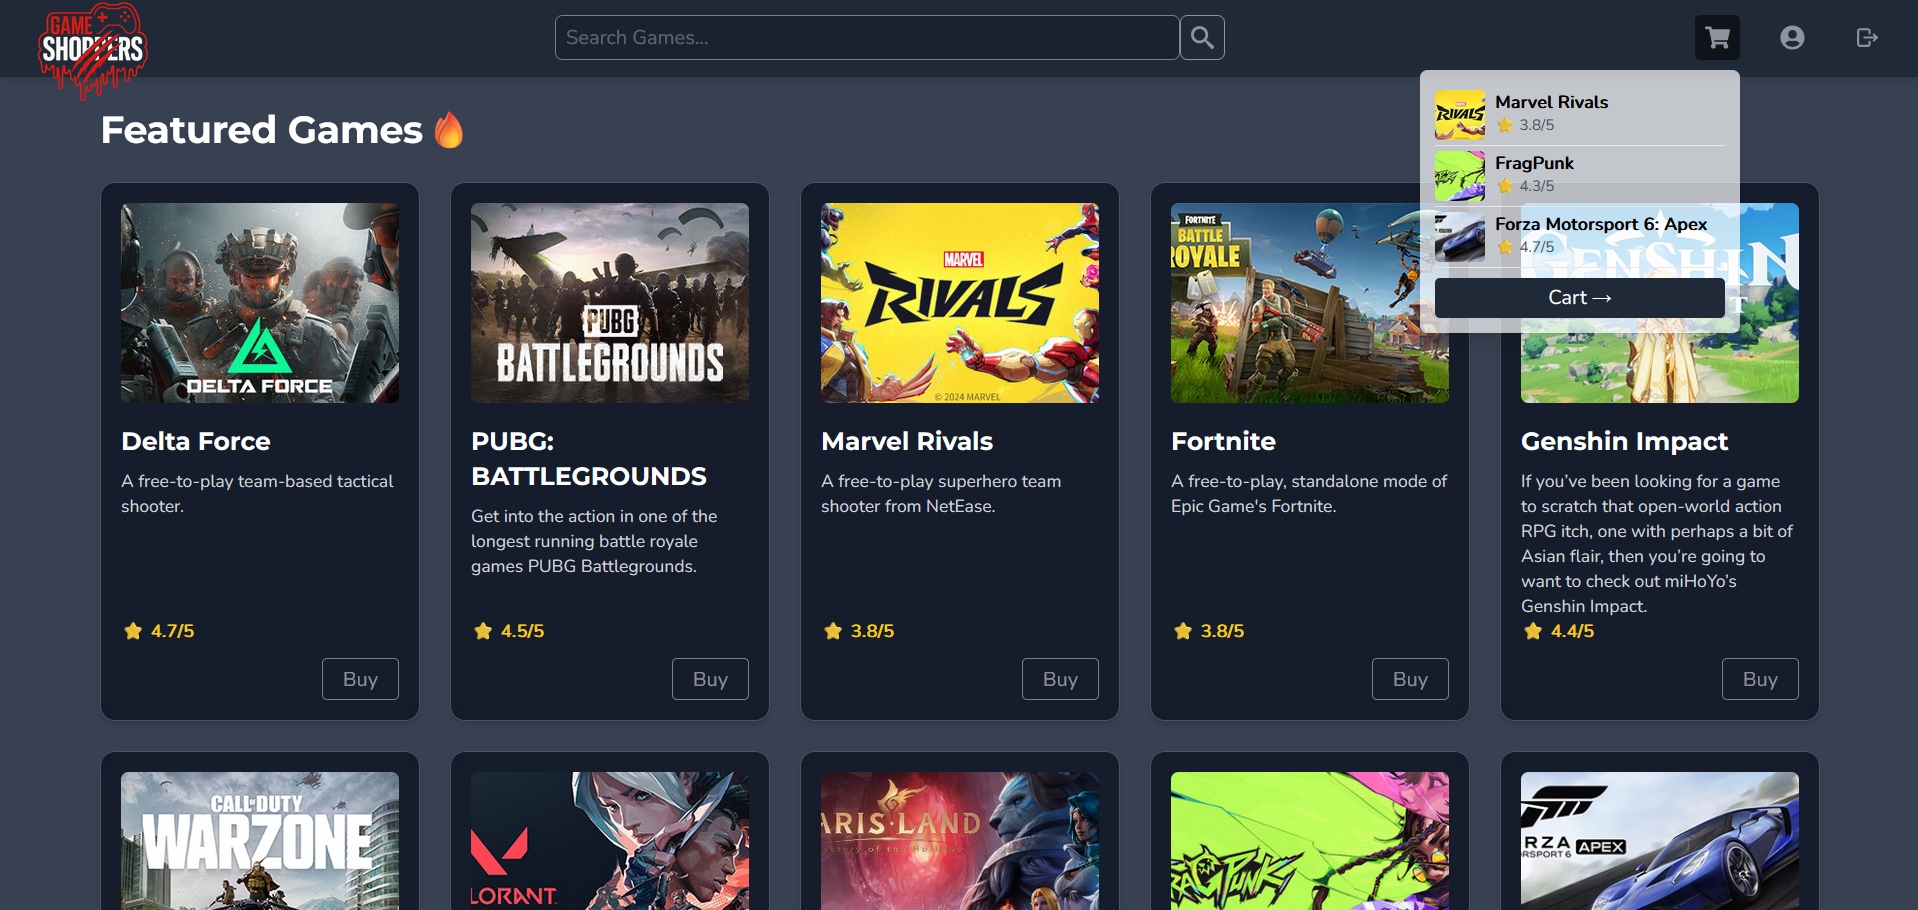 GAME
SHOPPERS
Search Games...
Featured Games
Marvel Rivals
3.8/5
FragPunk
4.3/5
Forza Motorsport 6: Apex
4.7/5
Cart →
DELTA FORCE
Delta Force
A free-to-play team-based tactical
shooter.
4.7/5
Buy
PUBG
BATTLEGROUNDS
PUBG:
BATTLEGROUNDS
Get into the action in one of the
longest running battle royale
games PUBG Battlegrounds.
4.5/5
Buy
MARVEL
RIVALS
© 2024 MARVEL
Marvel Rivals
A free-to-play superhero team
shooter from NetEase.
3.8/5
Buy
FORTNITE
BATTLE
ROYALE
Fortnite
A free-to-play, standalone mode of
Epic Game's Fortnite.
3.8/5
Buy
GENSHIN
Genshin Impact
If you’ve been looking for a game
to scratch that open-world action
RPG itch, one with perhaps a bit of
Asian flair, then you’re going to
want to check out miHoYo’s
Genshin Impact.
4.4/5
Buy
CALL OF DUTY
WARZONE
LORANT
ARIS·LAND
RAGPUNK
RZA
ORSPORT 6 APEX